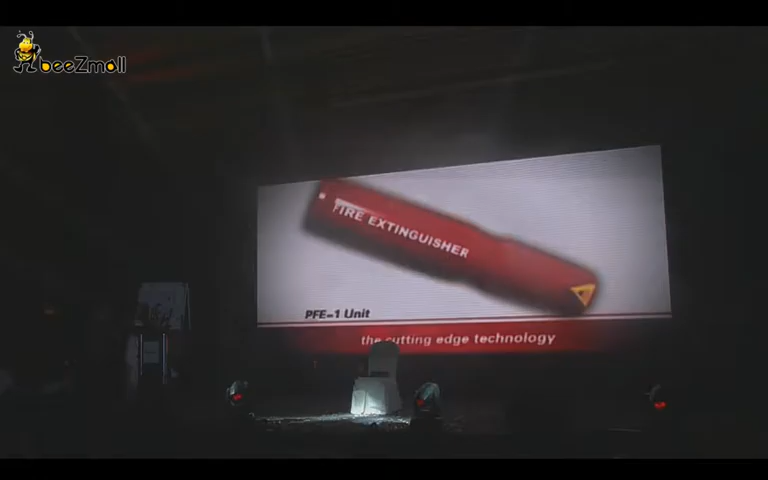 beeZmall
FIRE EXTINGUISHER
PFE-1 Unit
the cutting edge technology